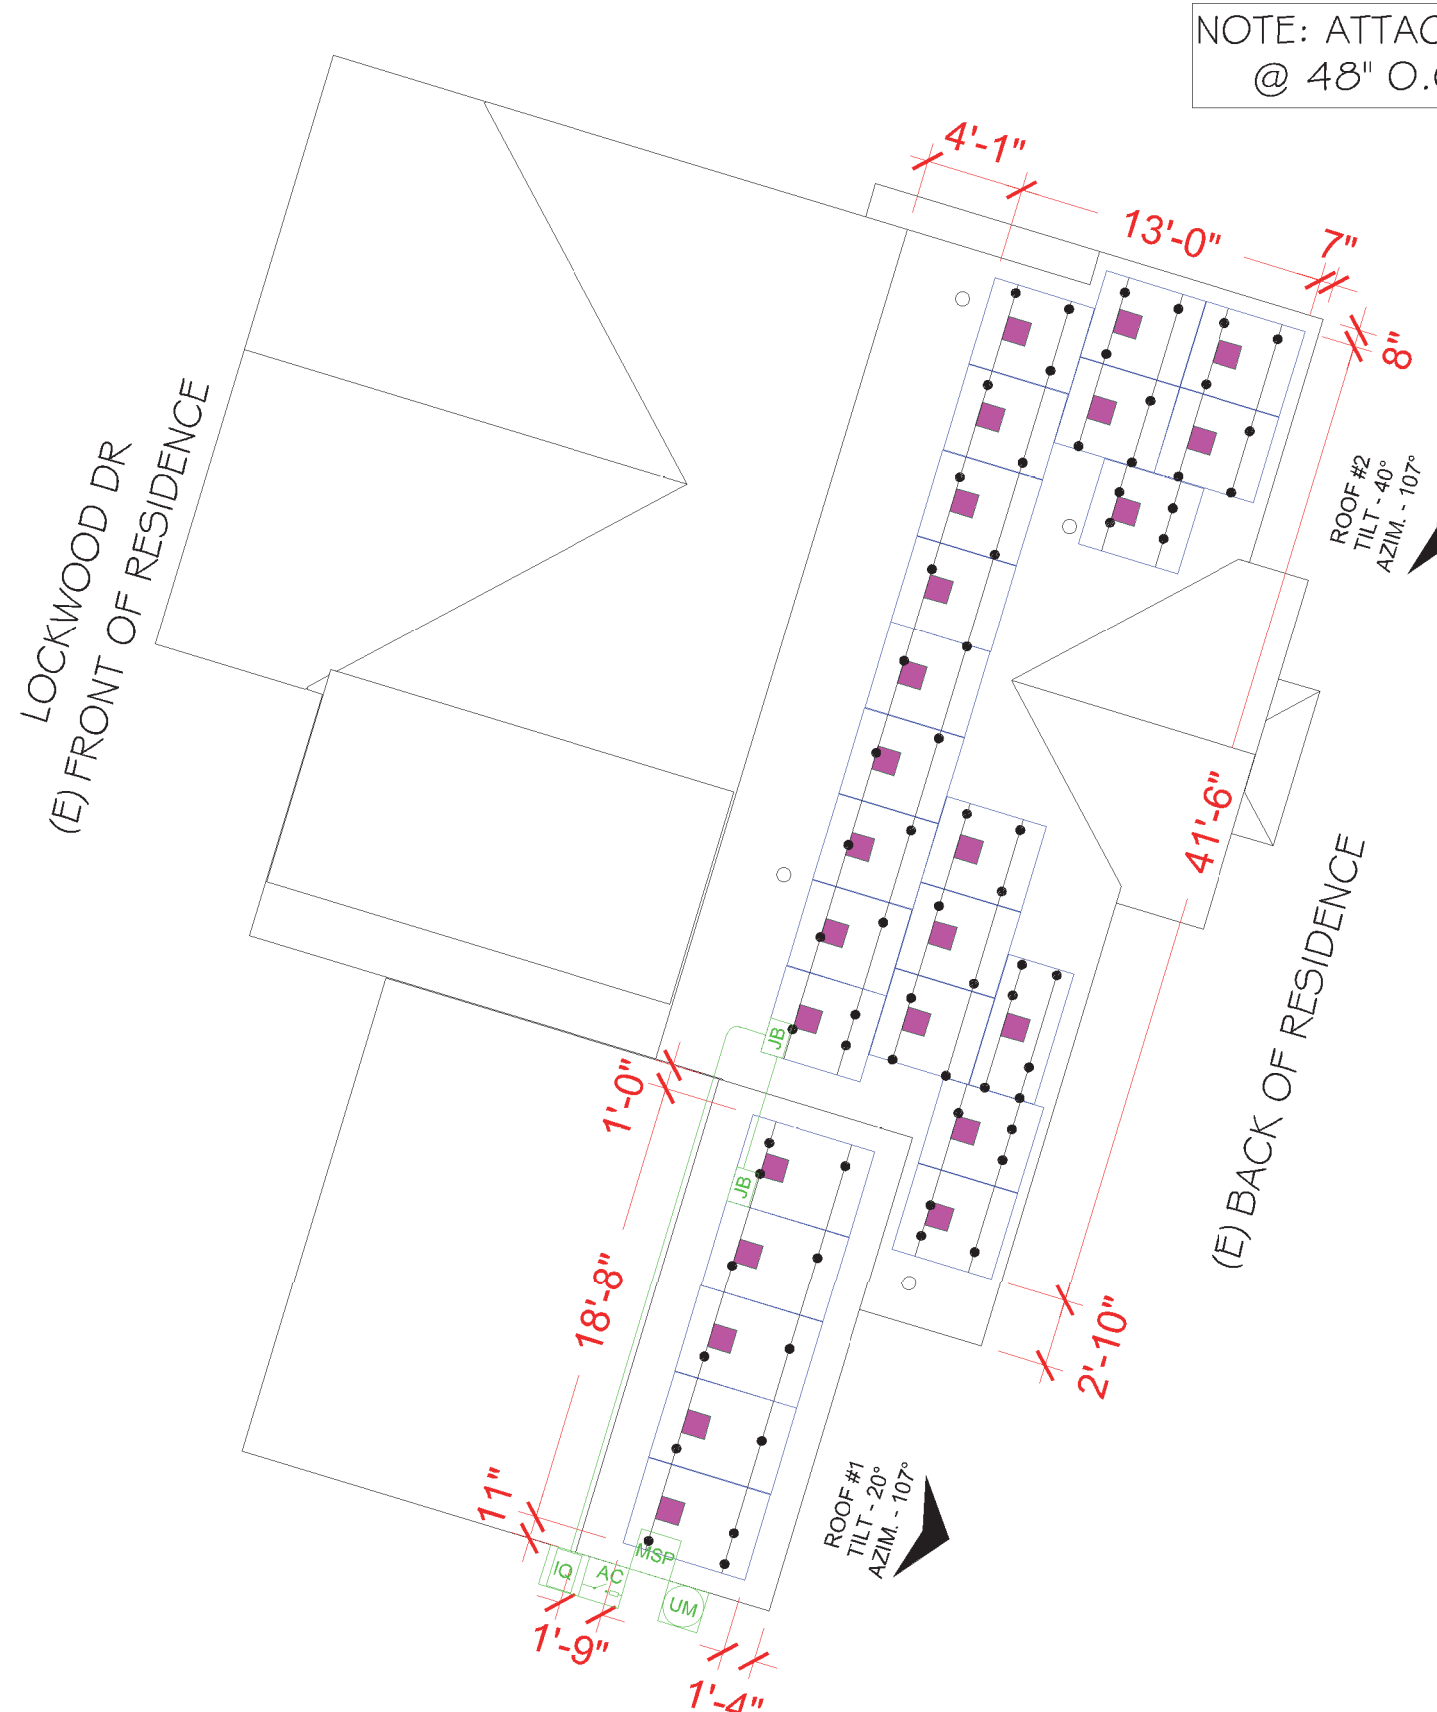 NOTE: ATTAC
@ 48" O.
4'-1"
13'-0"
7"
8"
LOCKWOOD DR
(E) FRONT OF RESIDENCE
ROOF #2
TILT - 40°
AZIM. - 107°
41'-6"
(E) BACK OF RESIDENCE
JB
1'-0"
JB
18'-8"
2'-10"
11"
ROOF #1
TILT - 20°
AZIM. - 107°
IQ
AC
MSP
UM
1'-9"
1'-4"